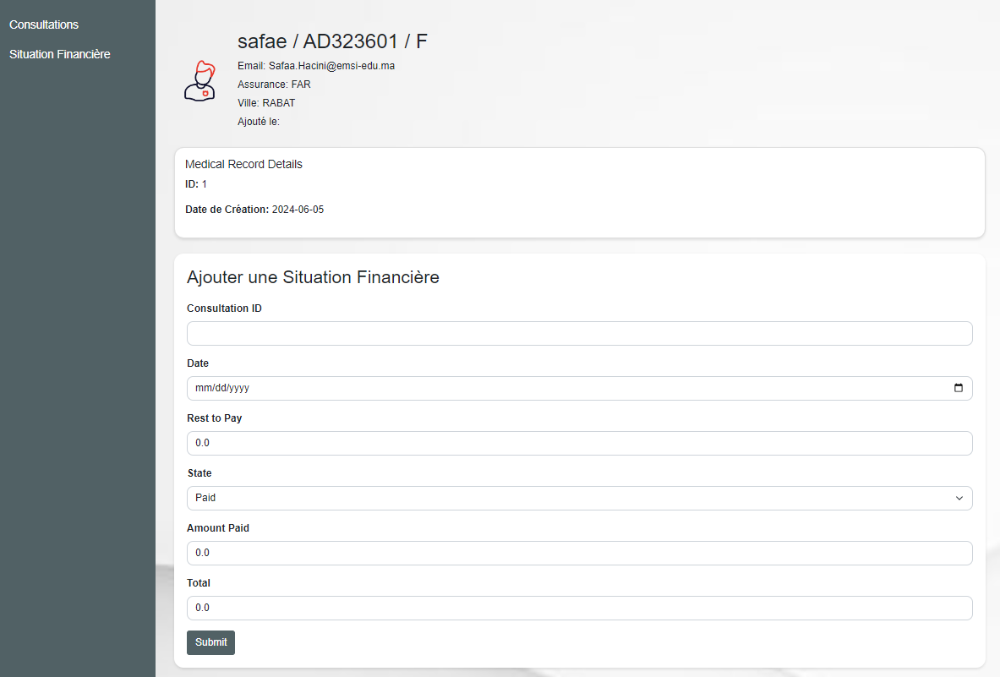 Consultations
Situation Financière
safae / AD323601 / F
Email: Safaa.Hacini@emsi-edu.ma
Assurance: FAR
Ville: RABAT
Ajouté le:
Medical Record Details
ID: 1
Date de Création: 2024-06-05
Ajouter une Situation Financière
Consultation ID
Date
mm/dd/yyyy
Rest to Pay
0.0
State
Paid
Amount Paid
0.0
Total
0.0
Submit